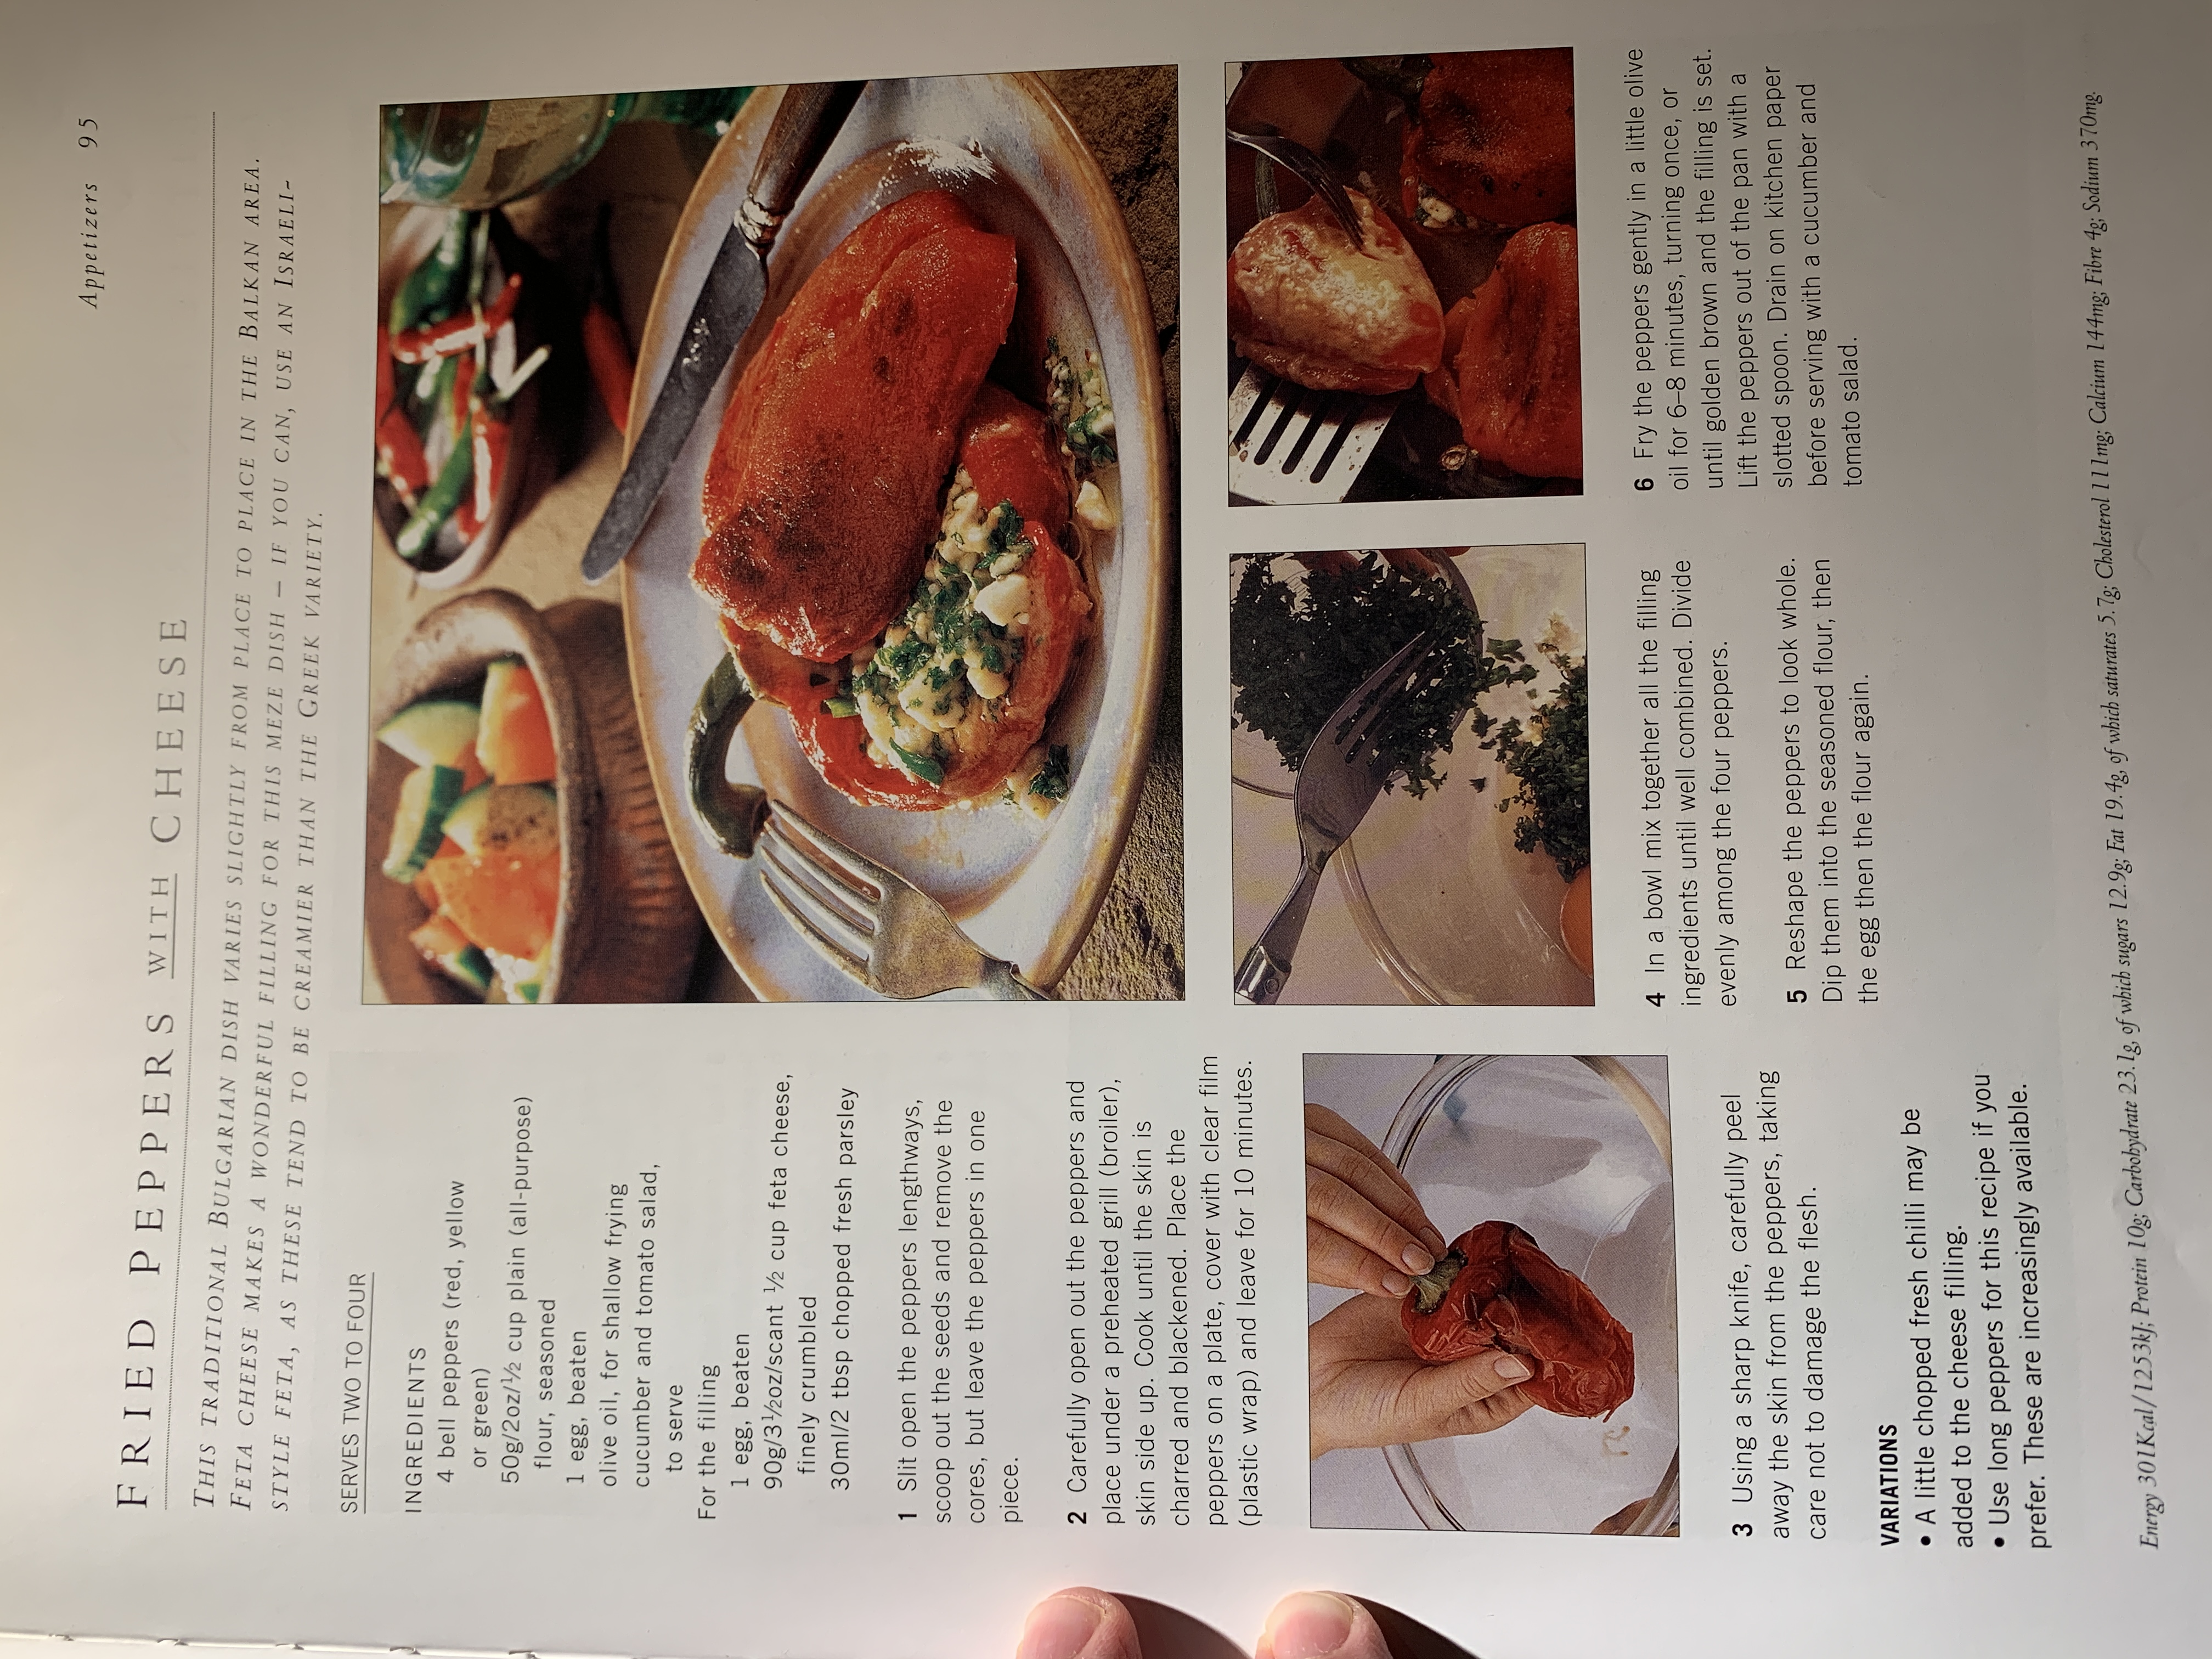 Appetizers 95
FRIED PEPPERS WITH CHEESE
THIS TRADITIONAL BULGARIAN DISH VARIES SLIGHTLY FROM PLACE TO PLACE IN THE BALKAN AREA.
FETA CHEESE MAKES A WONDERFUL FILLING FOR THIS MEZE DISH – IF YOU CAN, USE AN ISRAELI-
STYLE FETA, AS THESE TEND TO BE CREAMIER THAN THE GREEK VARIETY.
SERVES TWO TO FOUR
INGREDIENTS
4 bell peppers (red, yellow
or green)
50g/2oz/½ cup plain (all-purpose)
flour, seasoned
1 egg, beaten
olive oil, for shallow frying
cucumber and tomato salad,
to serve
For the filling
1 egg, beaten
90g/3½oz/scant ½ cup feta cheese,
finely crumbled
30ml/2 tbsp chopped fresh parsley
1 Slit open the peppers lengthways,
scoop out the seeds and remove the
cores, but leave the peppers in one
piece.
2 Carefully open out the peppers and
place under a preheated grill (broiler),
skin side up. Cook until the skin is
charred and blackened. Place the
peppers on a plate, cover with clear film
(plastic wrap) and leave for 10 minutes.
3 Using a sharp knife, carefully peel
away the skin from the peppers, taking
care not to damage the flesh.
VARIATIONS
• A little chopped fresh chilli may be
added to the cheese filling.
• Use long peppers for this recipe if you
prefer. These are increasingly available.
4 In a bowl mix together all the filling
ingredients until well combined. Divide
evenly among the four peppers.
5 Reshape the peppers to look whole.
Dip them into the seasoned flour, then
the egg then the flour again.
6 Fry the peppers gently in a little olive
oil for 6–8 minutes, turning once, or
until golden brown and the filling is set.
Lift the peppers out of the pan with a
slotted spoon. Drain on kitchen paper
before serving with a cucumber and
tomato salad.
Energy 301Kcal/1253kJ; Protein 10g; Carbohydrate 23.1g, of which sugars 12.9g; Fat 19.4g, of which saturates 5.7g; Cholesterol 111mg; Calcium 144mg; Fibre 4g; Sodium 370mg.